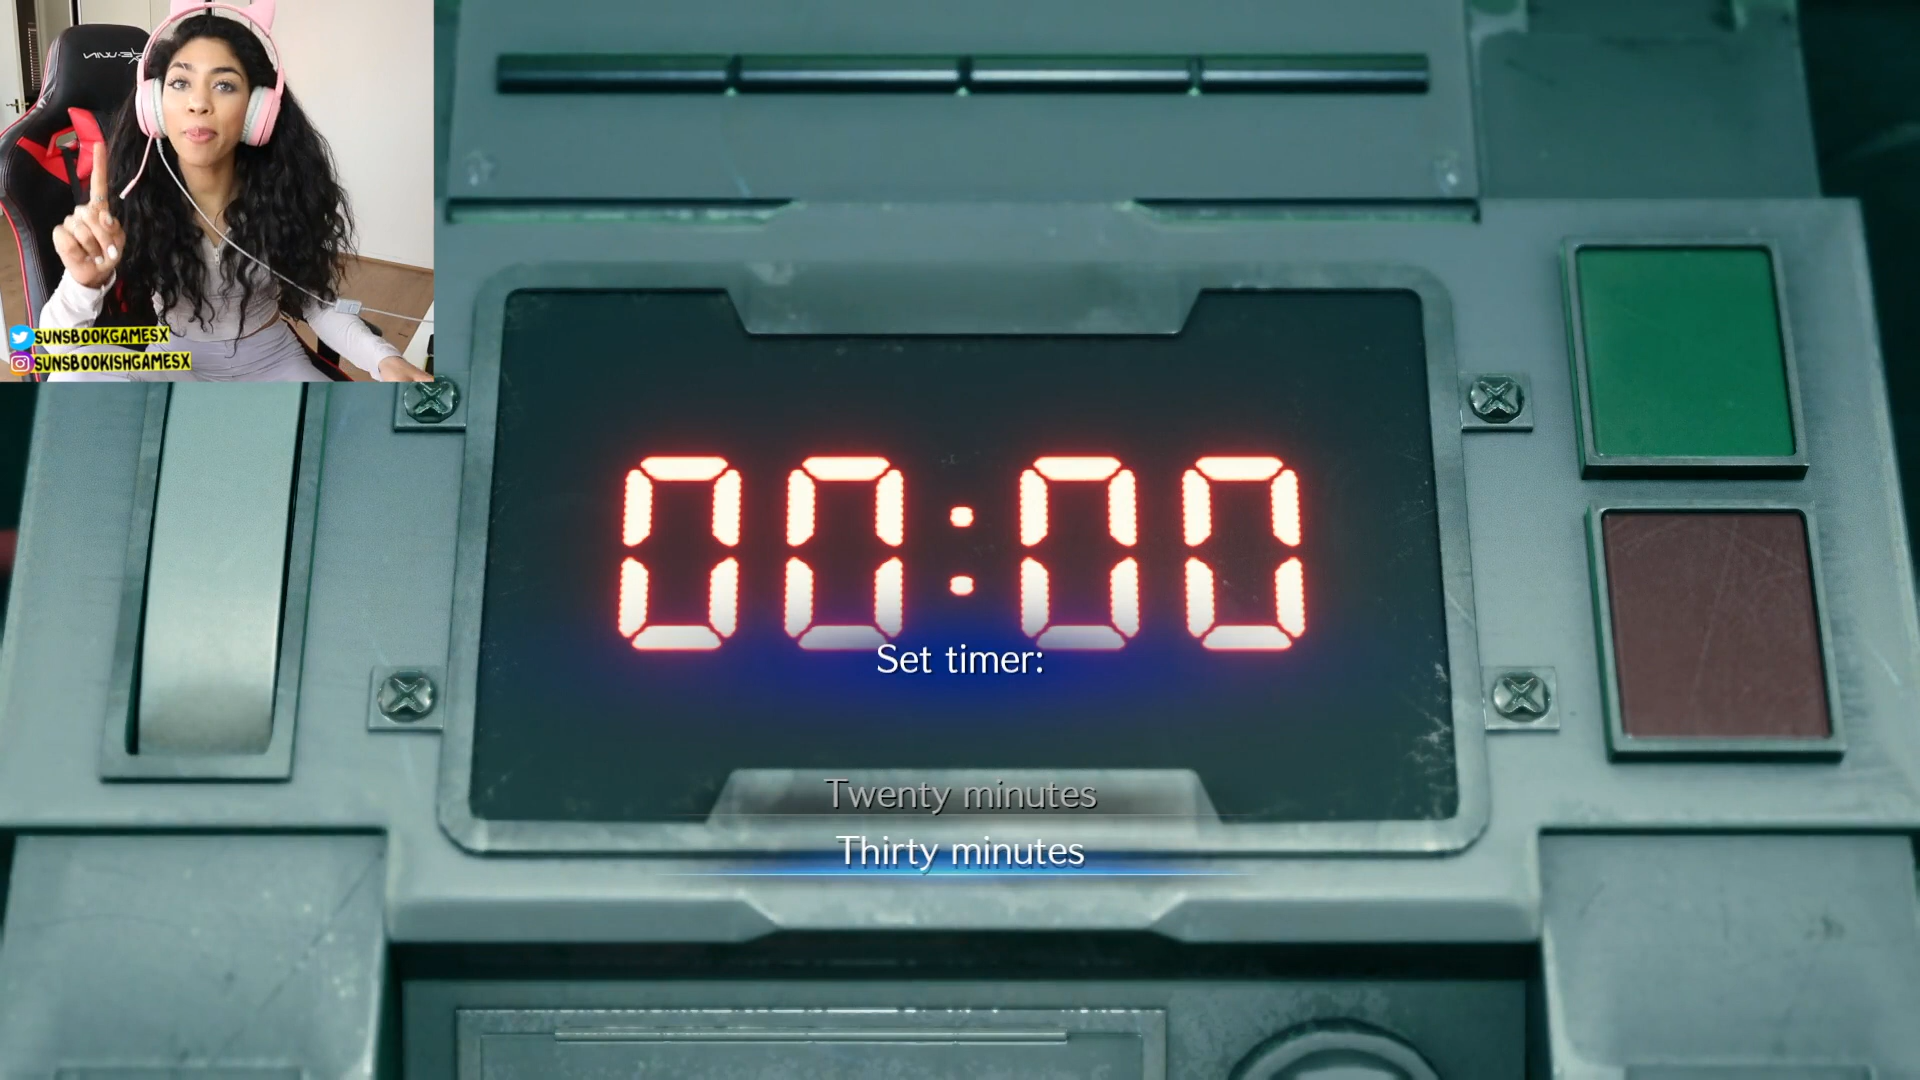 SUNSBOOKGAMESX
SUNSBOOKISHGAMESX
00:00
Set timer:
Twenty minutes
Thirty minutes